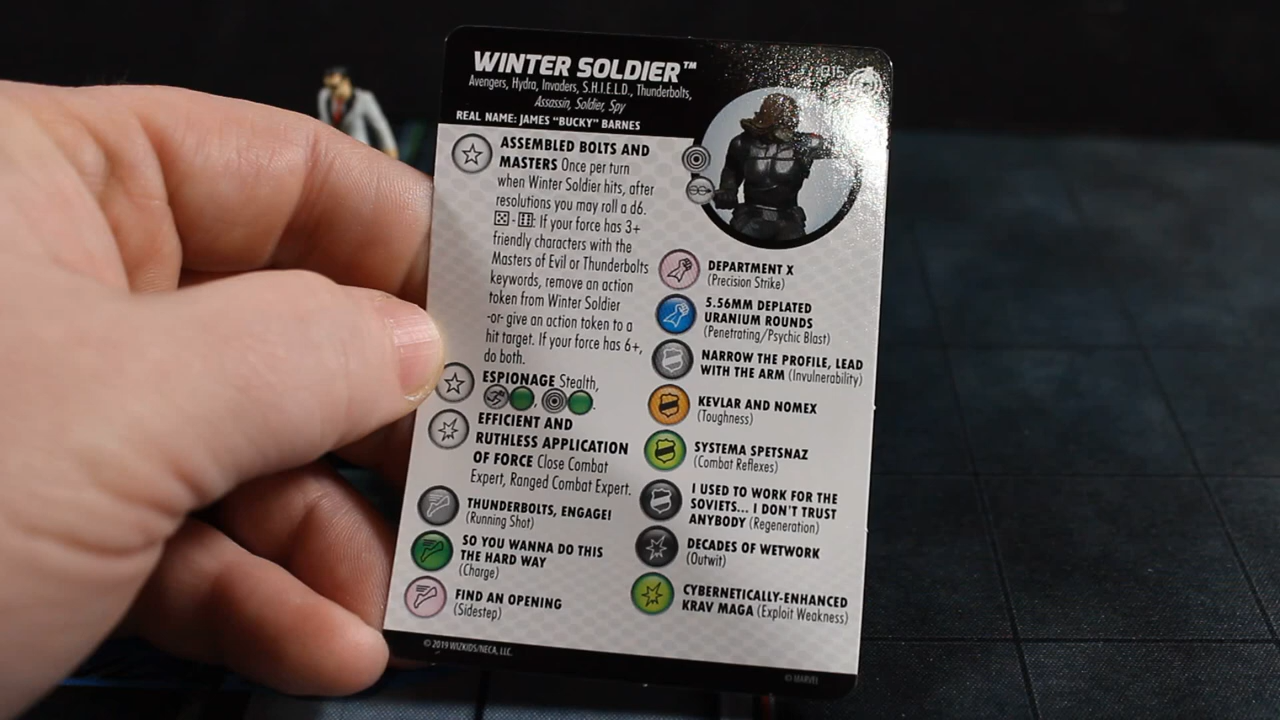 WINTER SOLDIER™
Avengers, Hydra, Invaders, S.H.I.E.L.D., Thunderbolts,
Assassin, Soldier, Spy
REAL NAME: JAMES "BUCKY" BARNES
015
ASSEMBLED BOLTS AND
MASTERS Once per turn
when Winter Soldier hits, after
resolutions you may roll a d6.
⚄ - ⚅: If your force has 3+
friendly characters with the
Masters of Evil or Thunderbolts
keywords, remove an action
token from Winter Soldier
-or- give an action token to a
hit target. If your force has 6+,
do both.
ESPIONAGE Stealth,
, .
EFFICIENT AND
RUTHLESS APPLICATION
OF FORCE Close Combat
Expert, Ranged Combat Expert.
THUNDERBOLTS, ENGAGE!
(Running Shot)
SO YOU WANNA DO THIS
THE HARD WAY
(Charge)
FIND AN OPENING
(Sidestep)
DEPARTMENT X
(Precision Strike)
5.56MM DEPLATED
URANIUM ROUNDS
(Penetrating/Psychic Blast)
NARROW THE PROFILE, LEAD
WITH THE ARM (Invulnerability)
KEVLAR AND NOMEX
(Toughness)
SYSTEMA SPETSNAZ
(Combat Reflexes)
I USED TO WORK FOR THE
SOVIETS... I DON'T TRUST
ANYBODY (Regeneration)
DECADES OF WETWORK
(Outwit)
CYBERNETICALLY-ENHANCED
KRAV MAGA (Exploit Weakness)
© 2019 WIZKIDS/NECA, LLC.
© MARVEL